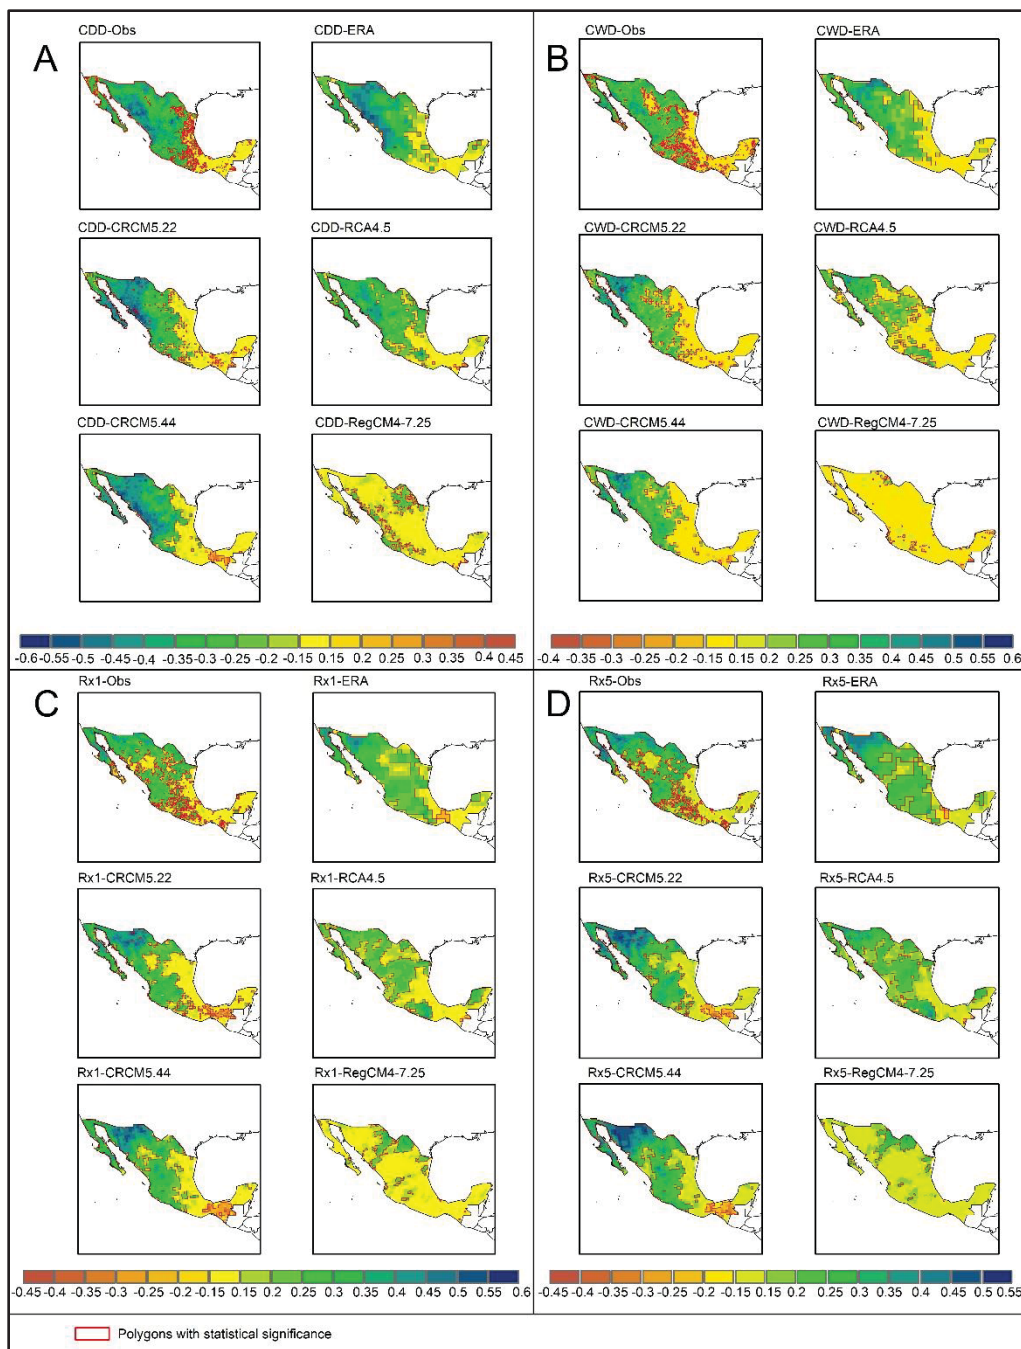 A
CDD-Obs
CDD-ERA
CDD-CRCM5.22
CDD-RCA4.5
CDD-CRCM5.44
CDD-RegCM4-7.25
-0.6 -0.55 -0.5 -0.45 -0.4 -0.35 -0.3 -0.25 -0.2 -0.15 0.15 0.2 0.25 0.3 0.35 0.4 0.45
B
CWD-Obs
CWD-ERA
CWD-CRCM5.22
CWD-RCA4.5
CWD-CRCM5.44
CWD-RegCM4-7.25
-0.4 -0.35 -0.3 -0.25 -0.2 -0.15 0.15 0.2 0.25 0.3 0.35 0.4 0.45 0.5 0.55 0.6
C
Rx1-Obs
Rx1-ERA
Rx1-CRCM5.22
Rx1-RCA4.5
Rx1-CRCM5.44
Rx1-RegCM4-7.25
-0.45 -0.4 -0.35 -0.3 -0.25 -0.2 -0.15 0.15 0.2 0.25 0.3 0.35 0.4 0.45 0.5 0.55 0.6
D
Rx5-Obs
Rx5-ERA
Rx5-CRCM5.22
Rx5-RCA4.5
Rx5-CRCM5.44
Rx5-RegCM4-7.25
-0.45 -0.4 -0.35 -0.3 -0.25 -0.2 -0.15 0.15 0.2 0.25 0.3 0.35 0.4 0.45 0.5 0.55
Polygons with statistical significance